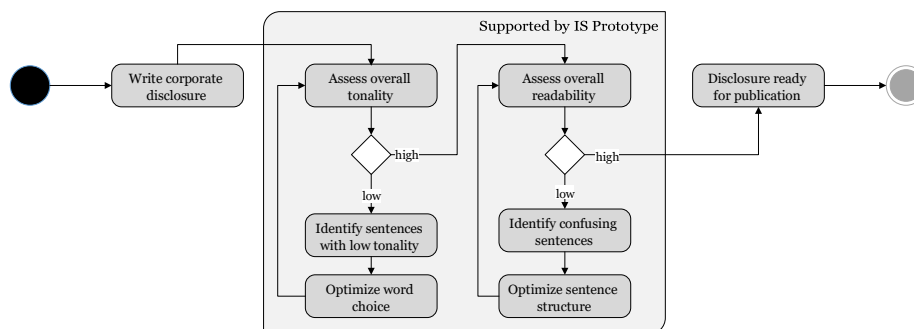 Supported by IS Prototype
Write corporate
disclosure
Assess overall
tonality
high
low
Identify sentences
with low tonality
Optimize word
choice
Assess overall
readability
high
low
Identify confusing
sentences
Optimize sentence
structure
Disclosure ready
for publication